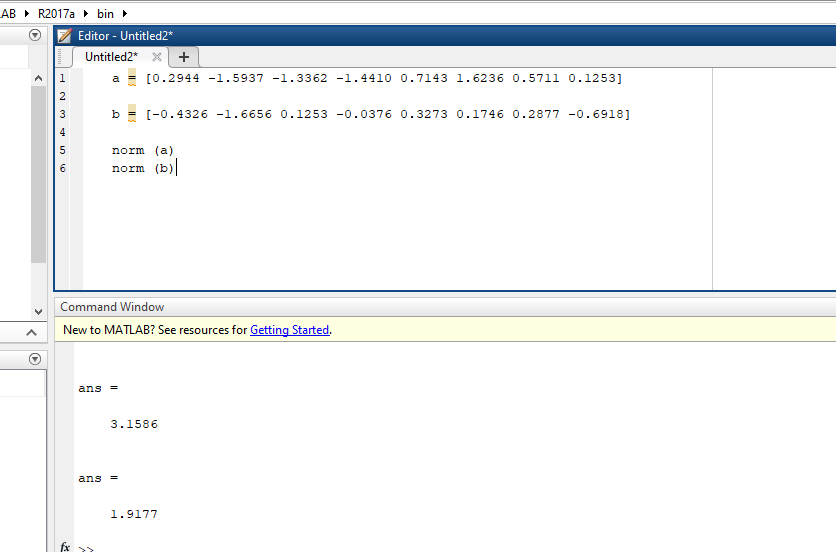 LAB R2017a bin
Editor - Untitled2*
Untitled2*
1 a = [0.2944 -1.5937 -1.3362 -1.4410 0.7143 1.6236 0.5711 0.1253]
2
3 b = [-0.4326 -1.6656 0.1253 -0.0376 0.3273 0.1746 0.2877 -0.6918]
4
5 norm (a)
6 norm (b)
Command Window
New to MATLAB? See resources for Getting Started.
ans =
3.1586
ans =
1.9177
fx >>